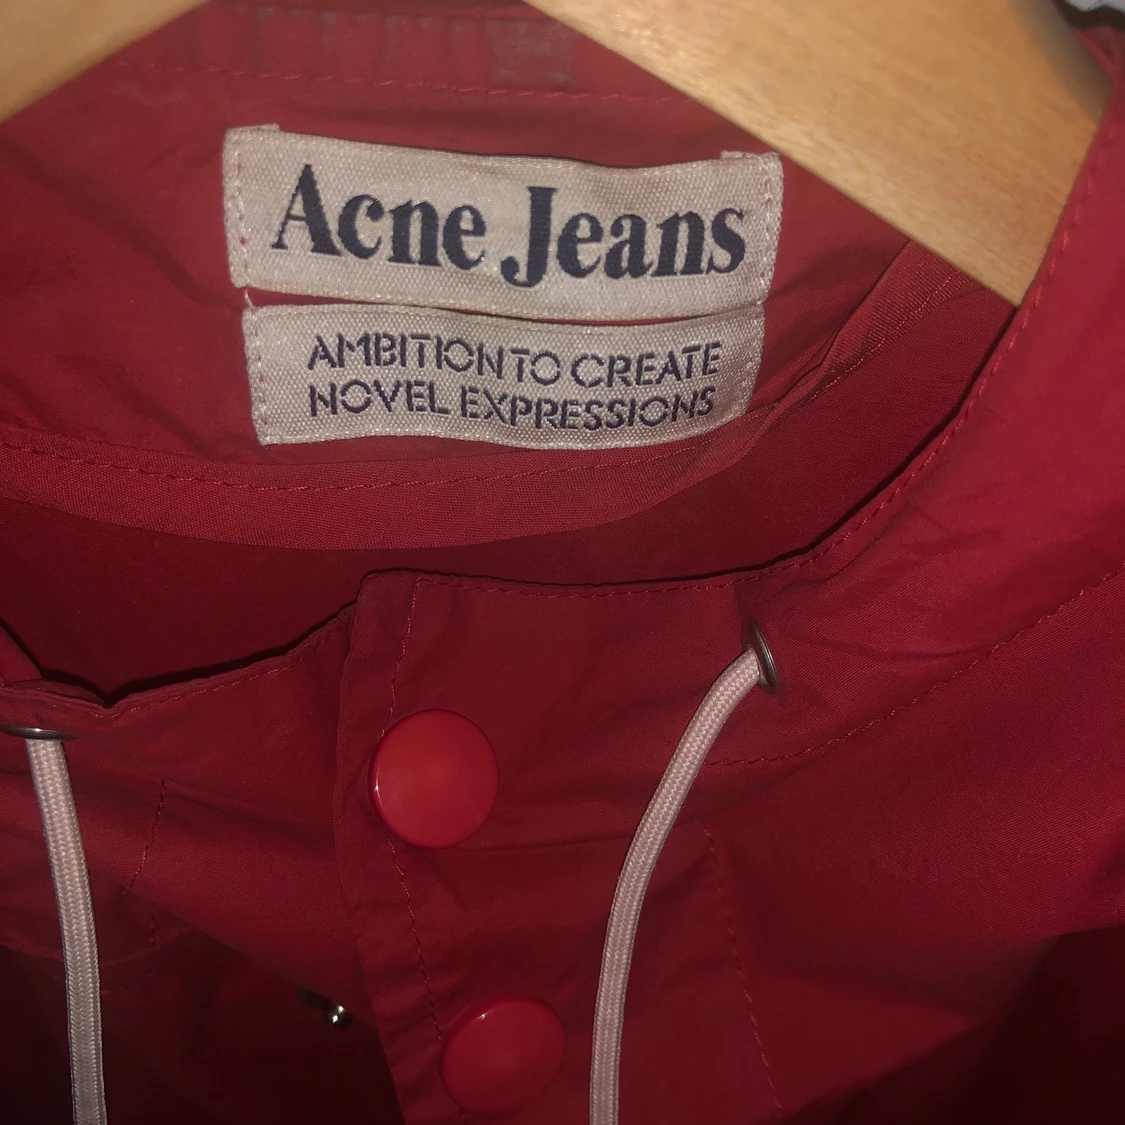 Acne Jeans
AMBITION TO CREATE
NOVEL EXPRESSIONS